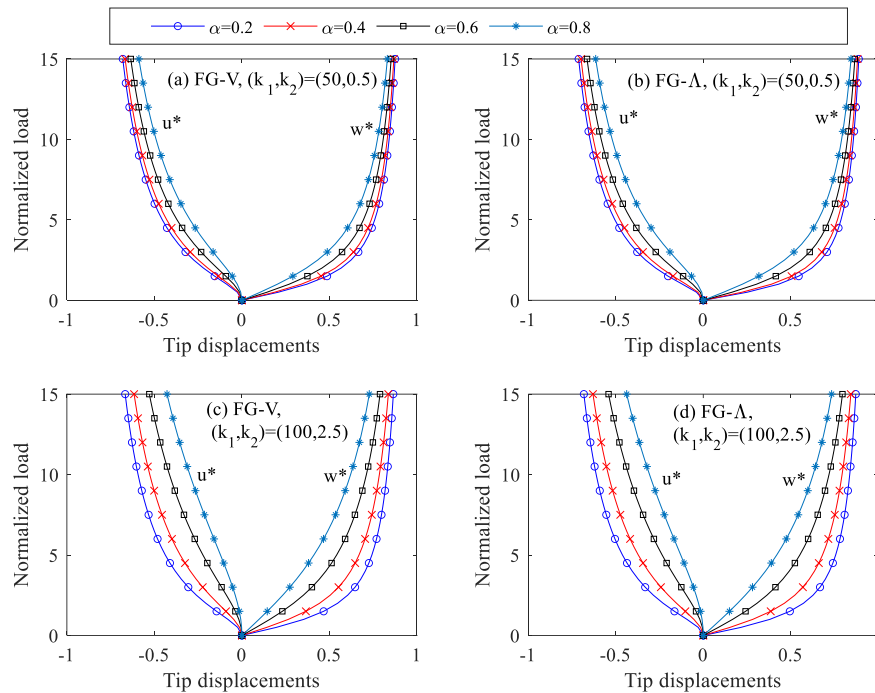 α=0.2 α=0.4 α=0.6 α=0.8
15
10
5
0
Normalized load
(a) FG-V, (k1,k2)=(50,0.5)
u*
w*
-1 -0.5 0 0.5 1
Tip displacements
15
10
5
0
Normalized load
(b) FG-Λ, (k1,k2)=(50,0.5)
u*
w*
-1 -0.5 0 0.5 1
Tip displacements
15
10
5
0
Normalized load
(c) FG-V,
(k1,k2)=(100,2.5)
u*
w*
-1 -0.5 0 0.5 1
Tip displacements
15
10
5
0
Normalized load
(d) FG-Λ,
(k1,k2)=(100,2.5)
u*
w*
-1 -0.5 0 0.5 1
Tip displacements